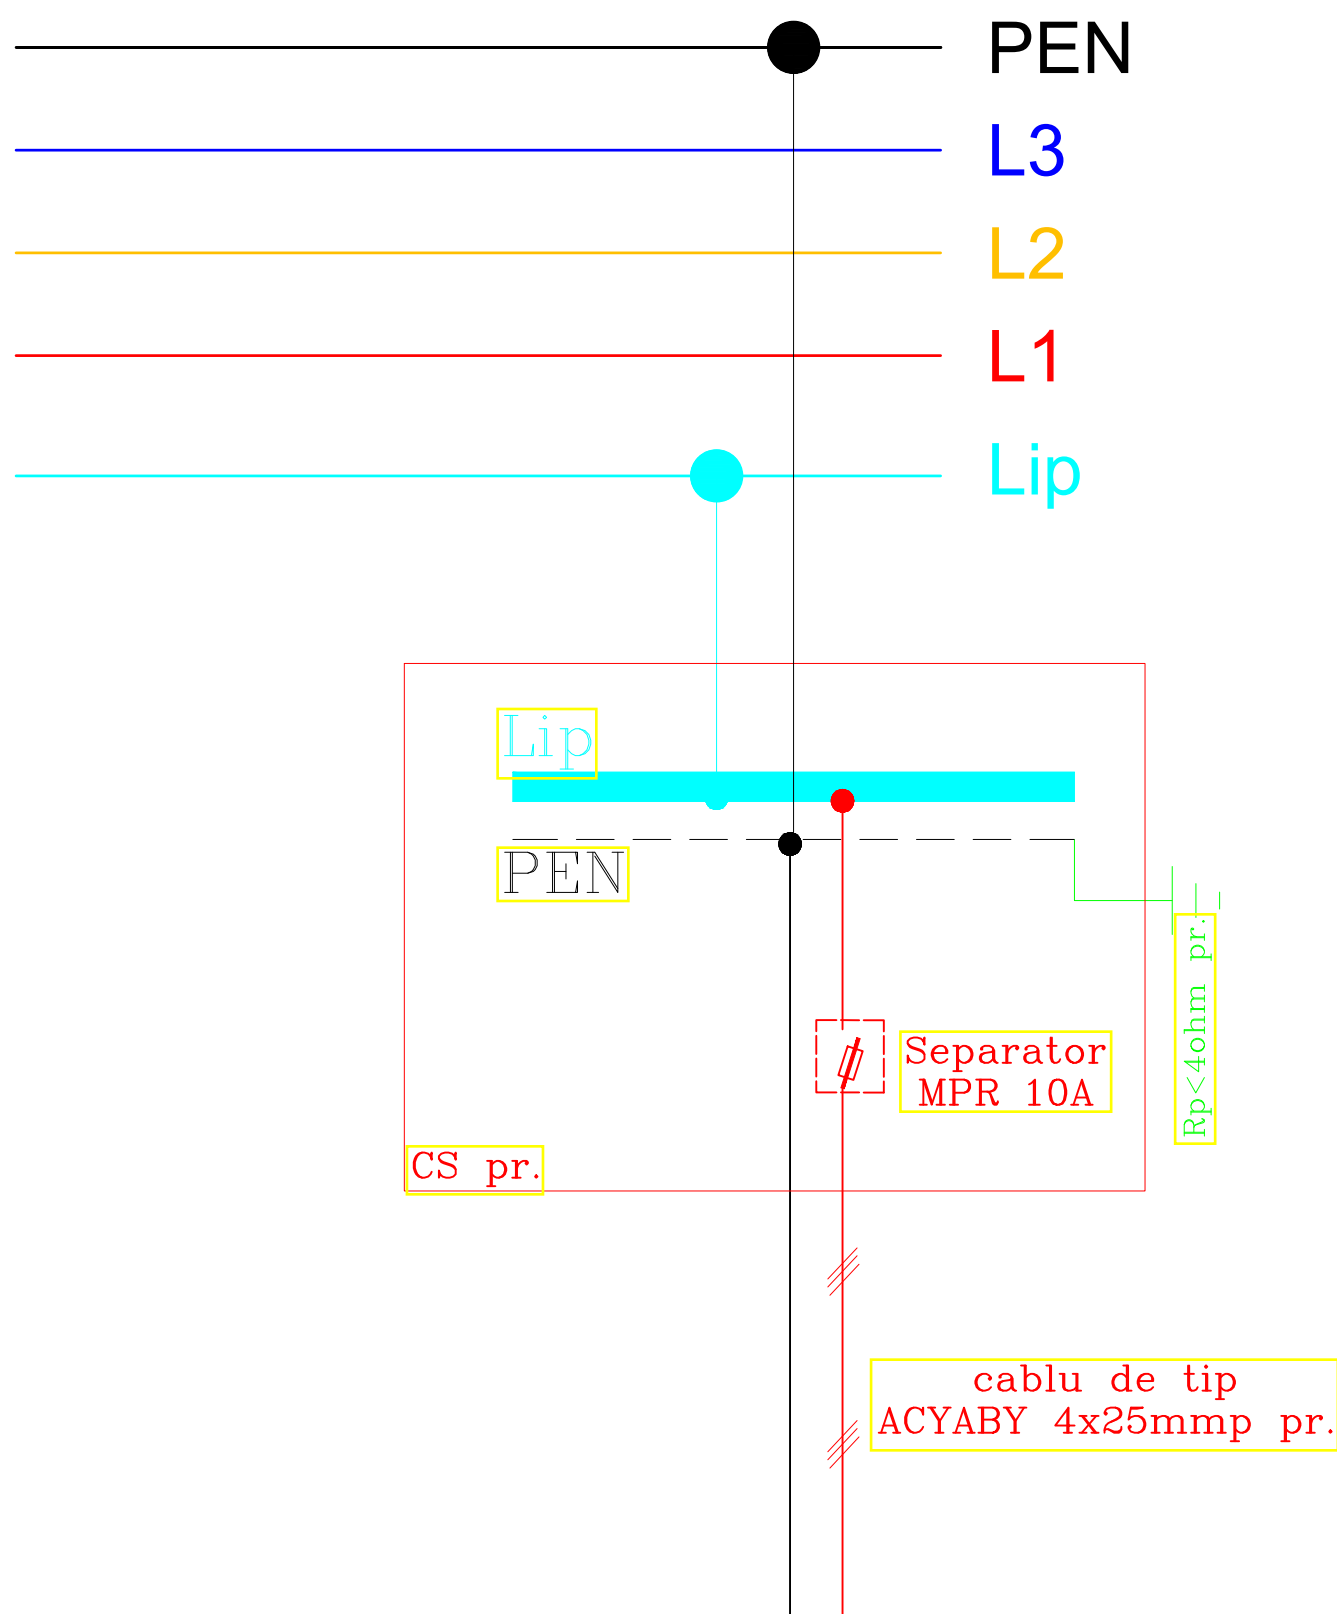 PEN
L3
L2
L1
Lip
Lip
PEN
Rp<4ohm pr.
Separator
MPR 10A
CS pr.
cablu de tip
ACYABY 4x25mmp pr.